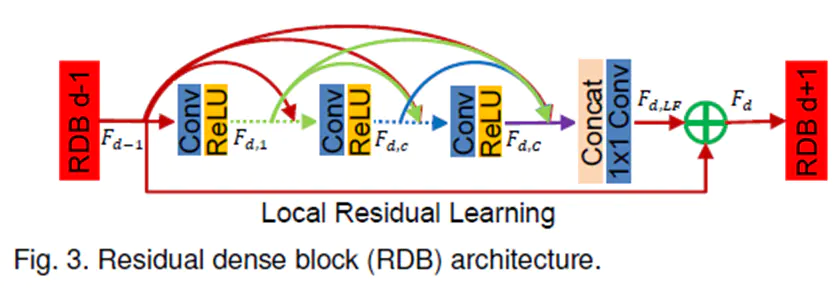 RDB d-1
F_{d-1}
Conv
ReLU
F_{d,1}
Conv
ReLU
F_{d,c}
Conv
ReLU
F_{d,C}
Concat
1x1 Conv
F_{d,LF}
F_d
RDB d+1
Local Residual Learning
Fig. 3. Residual dense block (RDB) architecture.